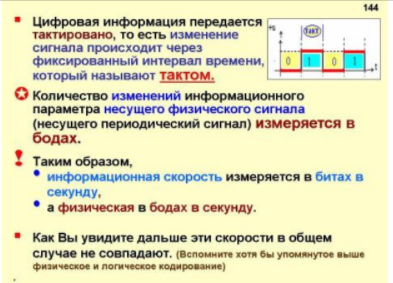 144
Цифровая информация передается
тактировано, то есть изменение
сигнала происходит через
фиксированный интервал времени,
который называют тактом.
ТАКТ
0 1 0 1
t
Количество изменений информационного
параметра несущего физического сигнала
(несущего периодический сигнал) измеряется в
бодах.
Таким образом,
информационная скорость измеряется в битах в
секунду,
а физическая в бодах в секунду.
Как Вы увидите дальше эти скорости в общем
случае не совпадают. (Вспомните хотя бы упомянутое выше
физическое и логическое кодирование)